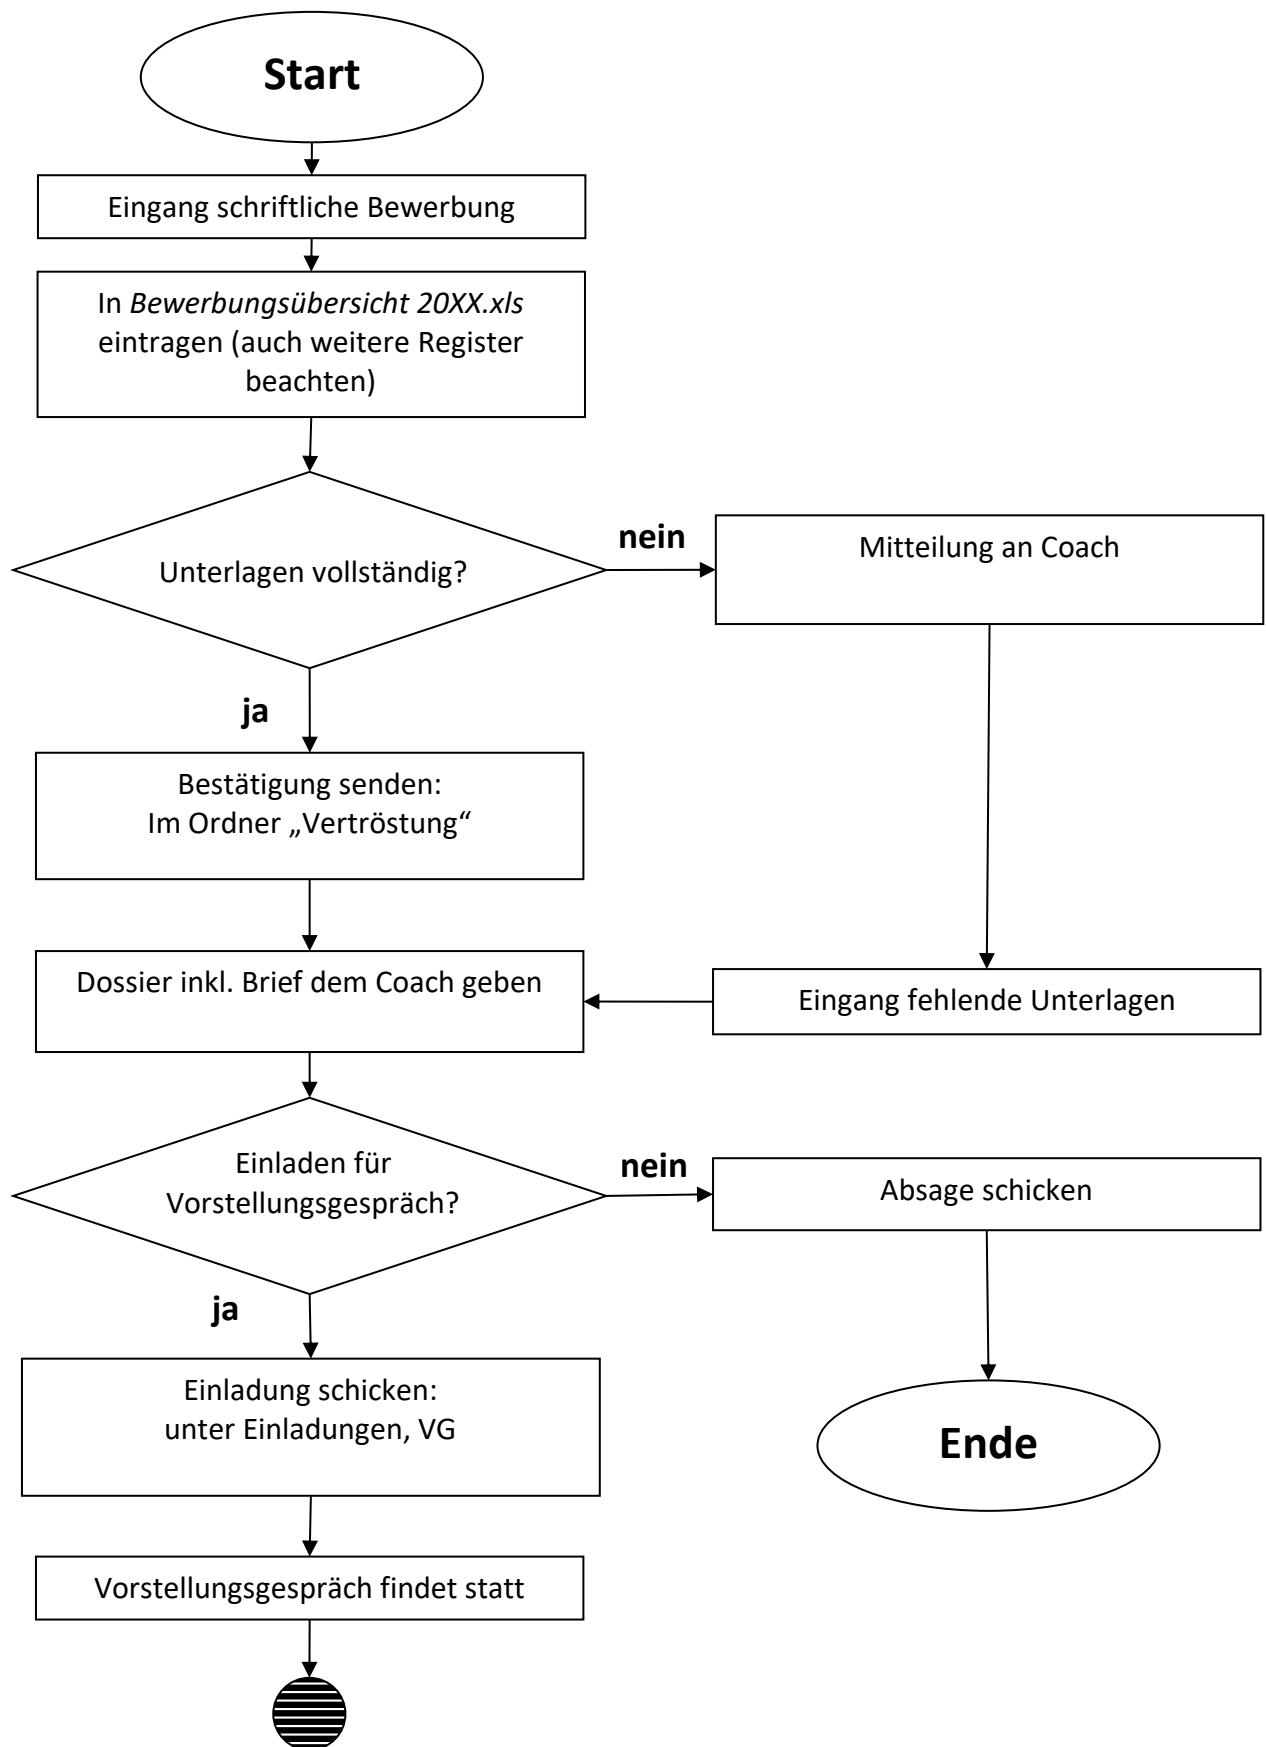 Start
Eingang schriftliche Bewerbung
In Bewerbungsübersicht 20XX.xls
eintragen (auch weitere Register
beachten)
Unterlagen vollständig?
nein
Mitteilung an Coach
ja
Bestätigung senden:
Im Ordner „Vertröstung“
Dossier inkl. Brief dem Coach geben
Eingang fehlende Unterlagen
Einladen für
Vorstellungsgespräch?
nein
Absage schicken
ja
Einladung schicken:
unter Einladungen, VG
Ende
Vorstellungsgespräch findet statt